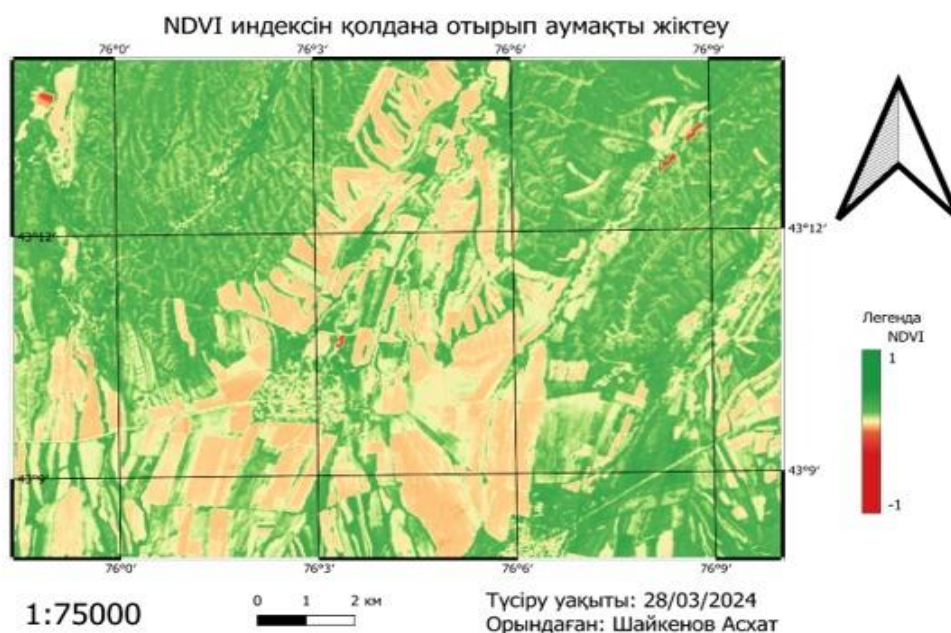 NDVI индексін қолдана отырып аумақты жіктеу
76°0' 76°3' 76°6' 76°9'
43°12' 43°12'
Легенда
NDVI
1
-1
43°9' 43°9'
76°0' 76°3' 76°6' 76°9'
1:75000
0 1 2 км
Түсіру уақыты: 28/03/2024
Орындаған: Шайкенов Асхат